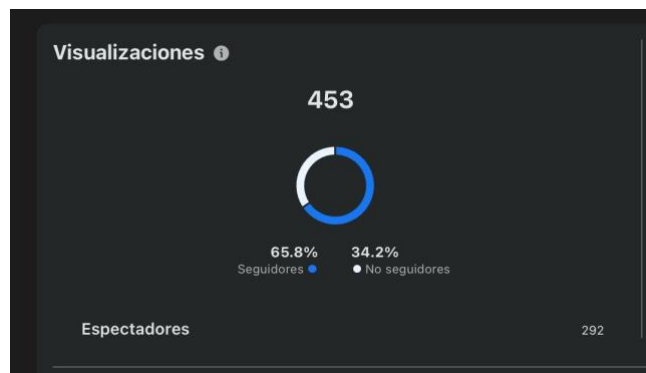 Visualizaciones
453
65.8% 34.2%
Seguidores No seguidores
Espectadores 292